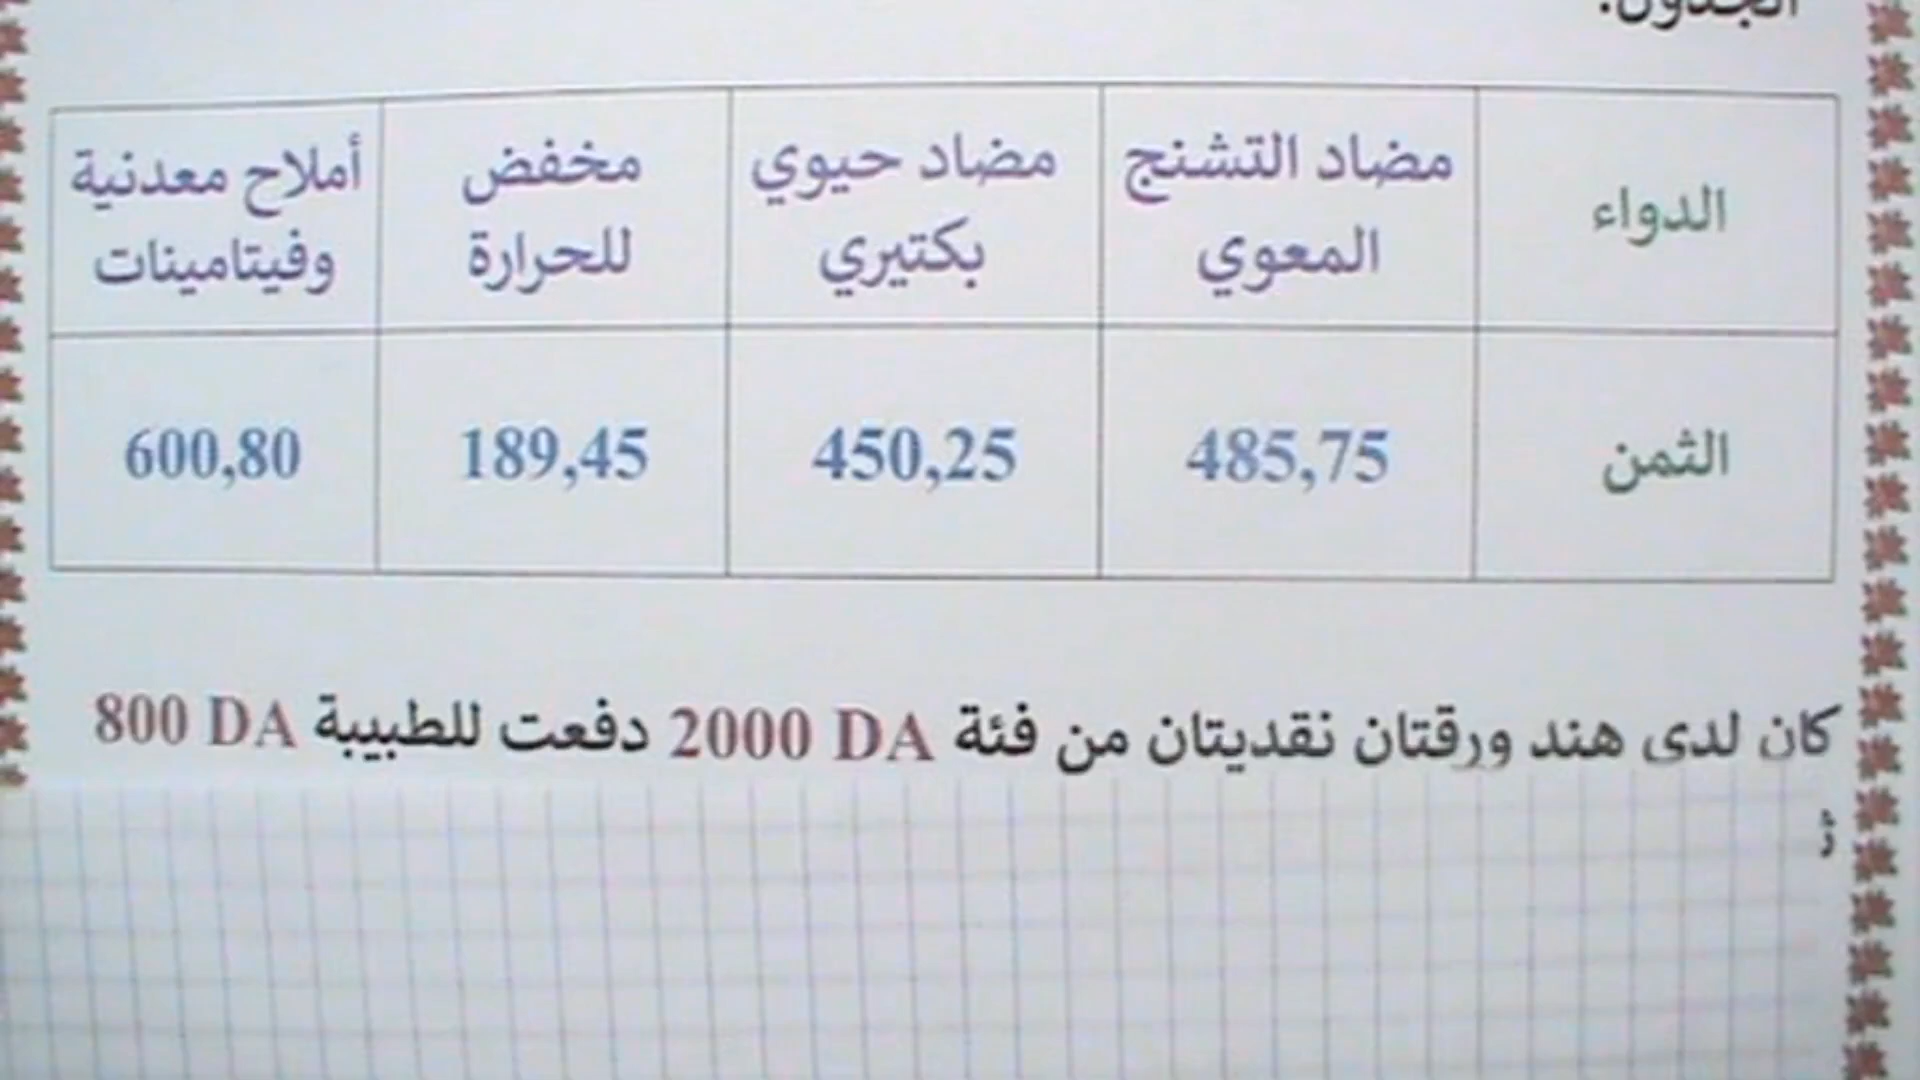 الجدول:
الدواء مضاد التشنج المعوي مضاد حيوي بكتيري مخفض للحرارة أملاح معدنية وفيتامينات
الثمن 485,75 450,25 189,45 600,80
كان لدى هند ورقتان نقديتان من فئة 2000 DA دفعت للطبيبة 800 DA